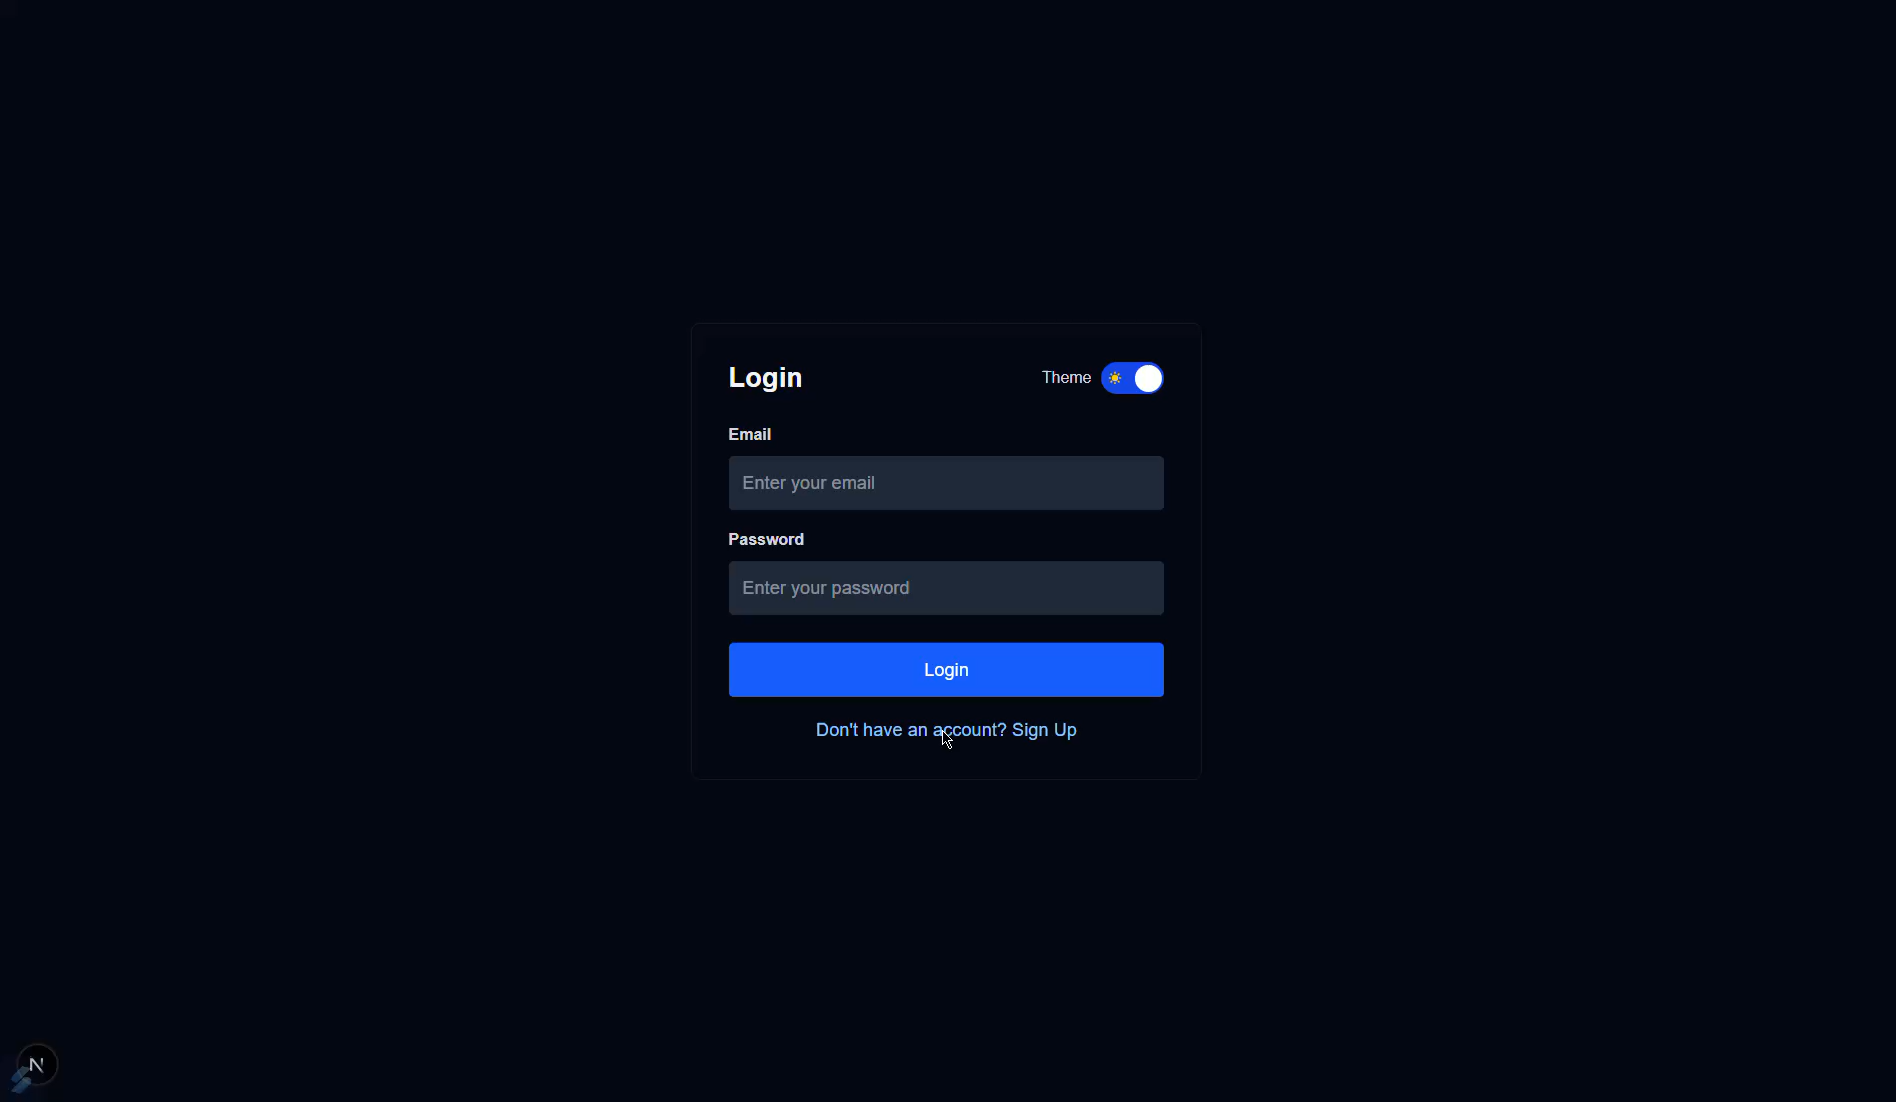 Login
Theme
Email
Enter your email
Password
Enter your password
Login
Don't have an account? Sign Up
N